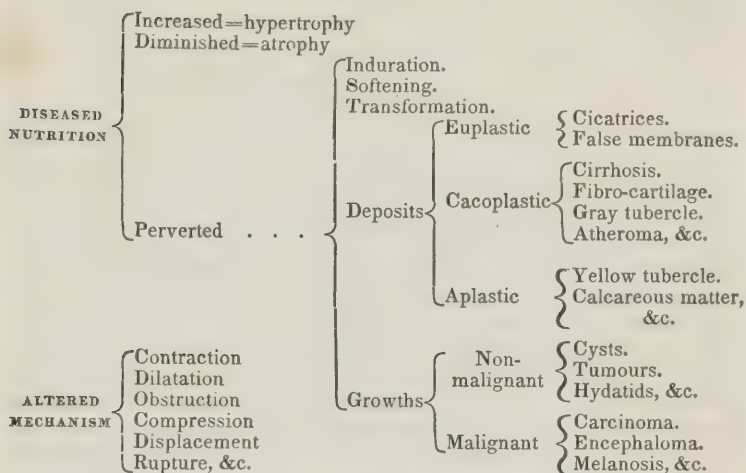 Increased=hypertrophy
Diminished=atrophy
DISEASED
NUTRITION
Perverted . . .
Induration.
Softening.
Transformation.
Deposits
Euplastic
Cicatrices.
False membranes.
Cacoplastic
Cirrhosis.
Fibro-cartilage.
Gray tubercle.
Atheroma, &c.
Aplastic
Yellow tubercle.
Calcareous matter,
&c.
Growths
Non-
malignant
Cysts.
Tumours.
Hydatids, &c.
Malignant
Carcinoma.
Encephaloma.
Melanosis, &c.
ALTERED
MECHANISM
Contraction
Dilatation
Obstruction
Compression
Displacement
Rupture, &c.